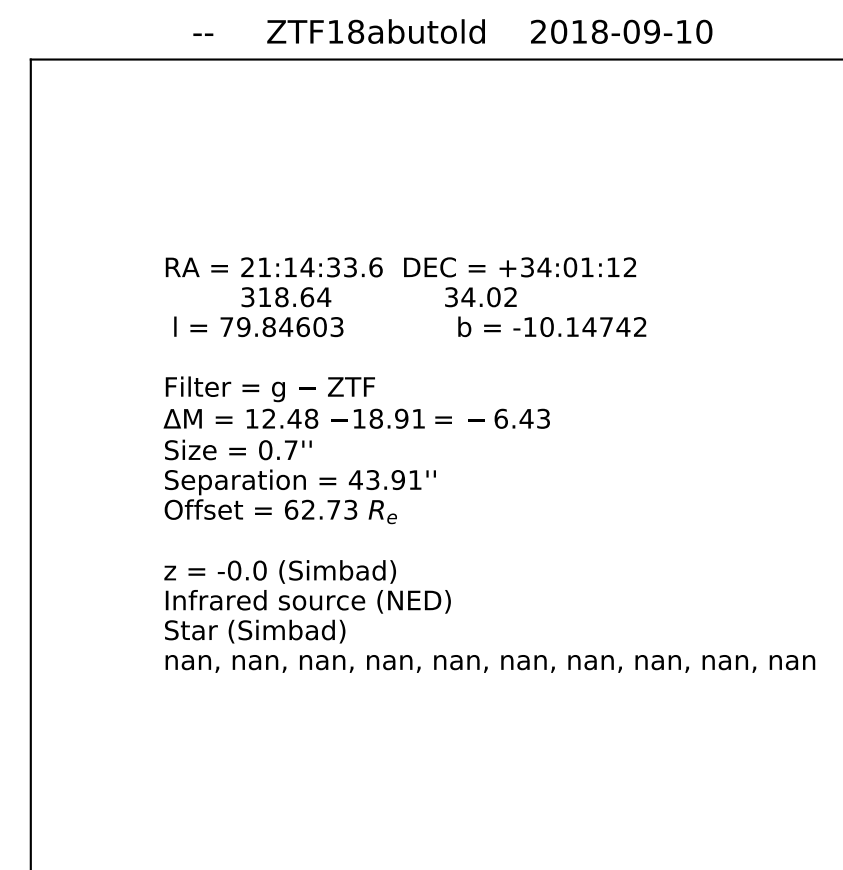 -- ZTF18abutold 2018-09-10
RA = 21:14:33.6 DEC = +34:01:12
318.64 34.02
l = 79.84603 b = -10.14742
Filter = g − ZTF
ΔM = 12.48 −18.91 = − 6.43
Size = 0.7''
Separation = 43.91''
Offset = 62.73 Re
z = -0.0 (Simbad)
Infrared source (NED)
Star (Simbad)
nan, nan, nan, nan, nan, nan, nan, nan, nan, nan